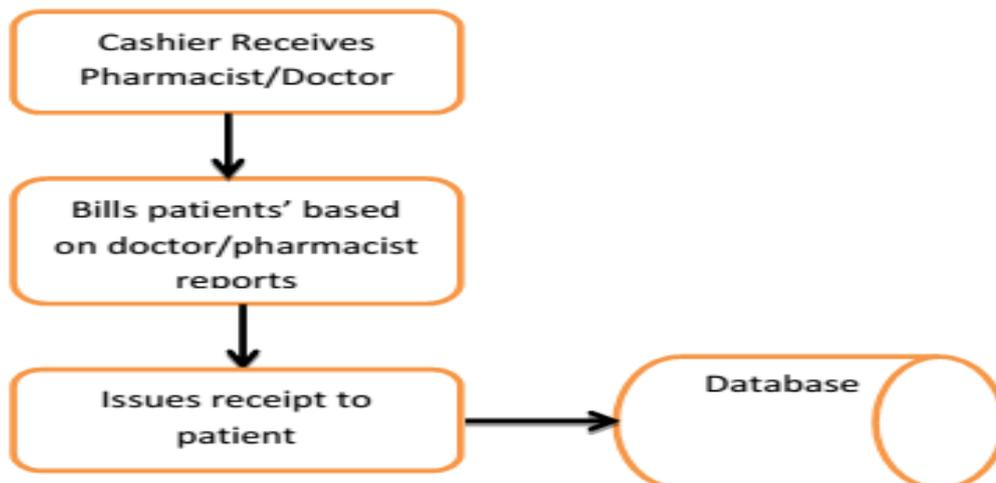 Cashier Receives
Pharmacist/Doctor
Bills patients’ based
on doctor/pharmacist
reports
Issues receipt to
patient
Database